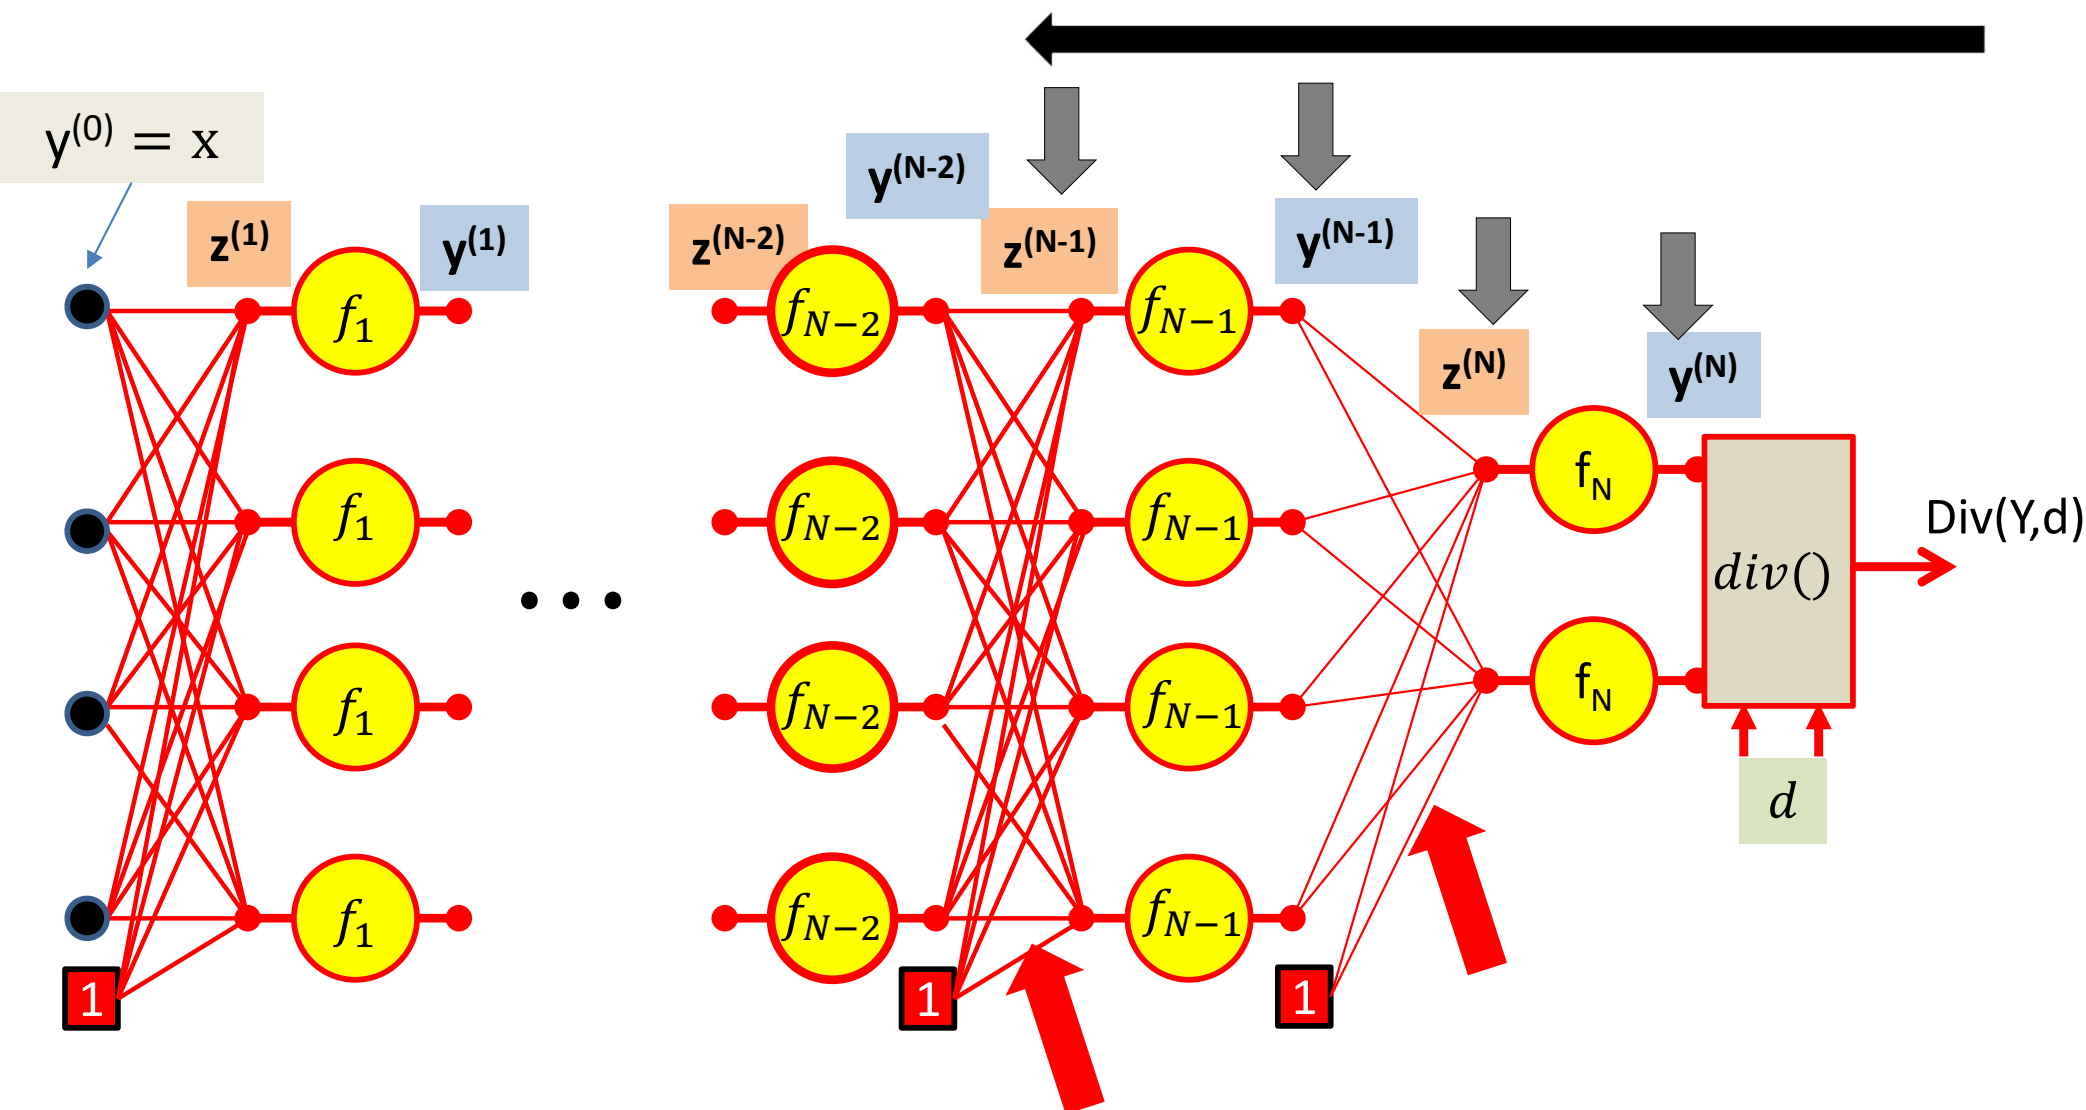 y(0) = x
z(1)
y(1)
z(N-2)
y(N-2)
z(N-1)
y(N-1)
z(N)
y(N)
f1
fN−2
fN−1
f1
fN−2
fN−1
fN
div()
Div(Y,d)
f1
fN−2
fN−1
fN
d
f1
fN−2
fN−1
1
1
1